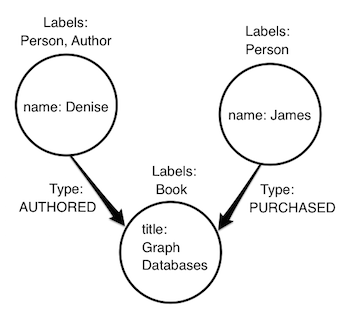 Labels:
Person, Author
name: Denise
Labels:
Person
name: James
Type:
AUTHORED
Labels:
Book
Type:
PURCHASED
title:
Graph
Databases